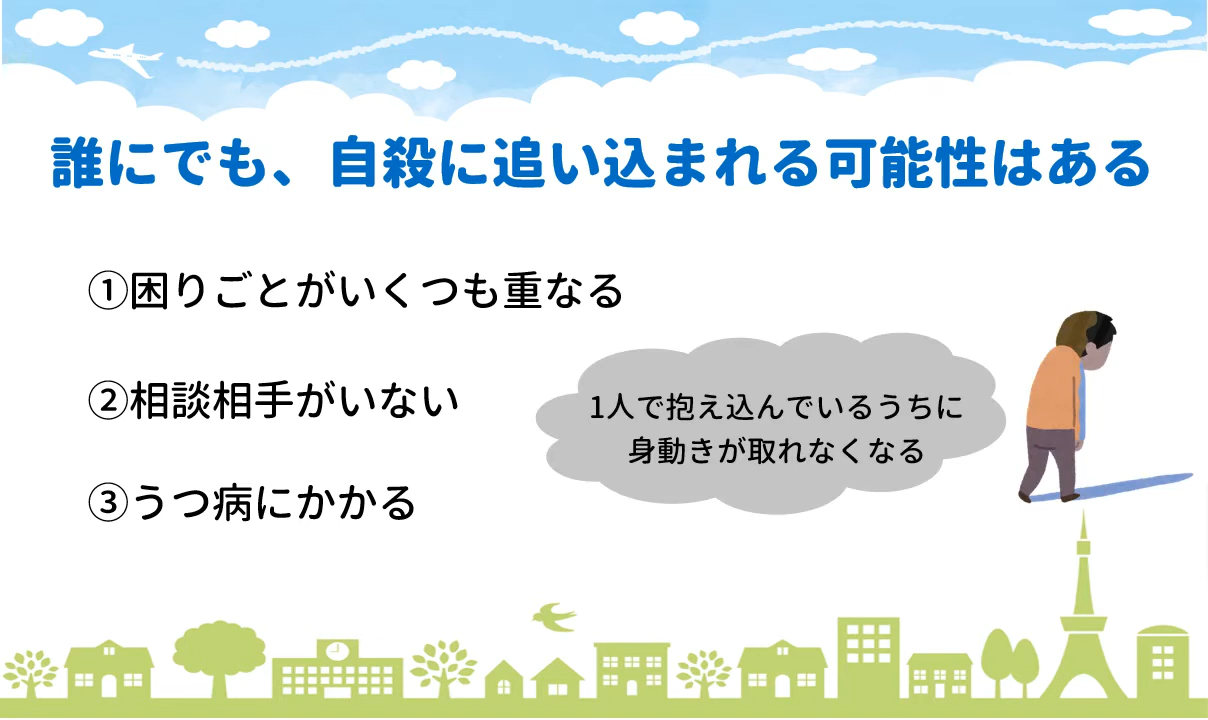 誰にでも、自殺に追い込まれる可能性はある
①困りごとがいくつも重なる
②相談相手がいない
1人で抱え込んでいるうちに
身動きが取れなくなる
③うつ病にかかる